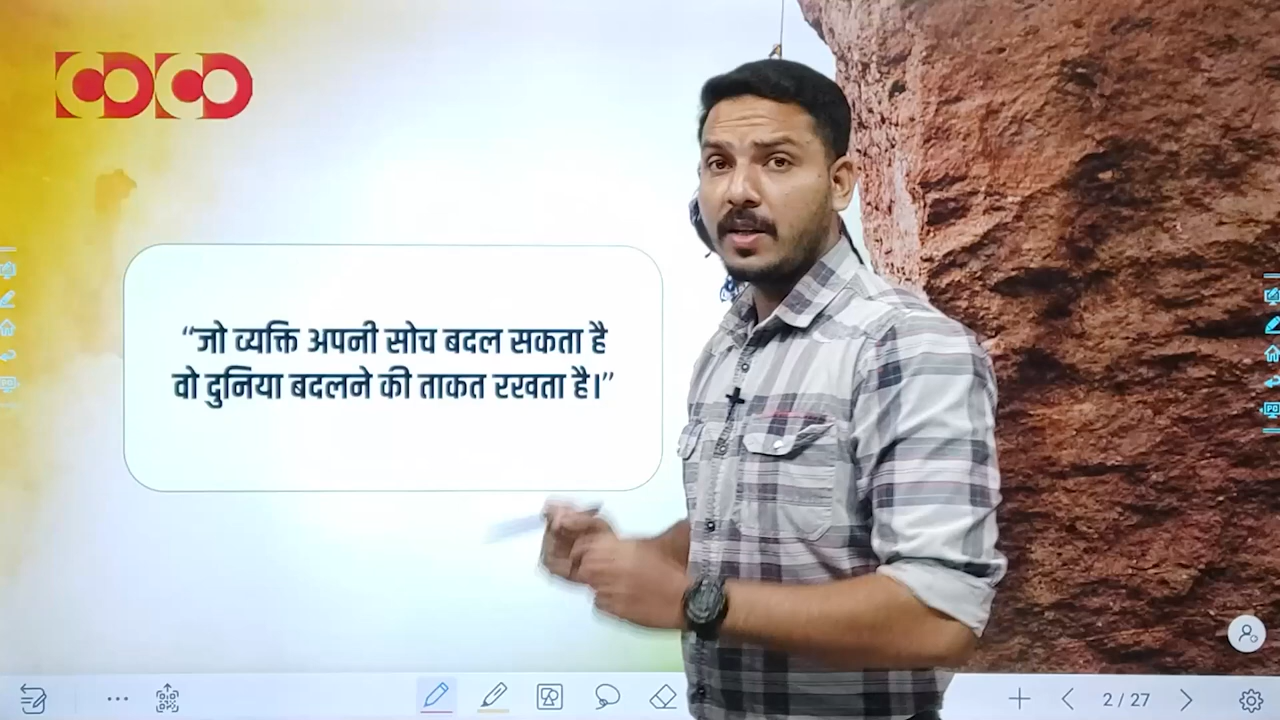 “जो व्यक्ति अपनी सोच बदल सकता है
वो दुनिया बदलने की ताकत रखता है।”
2 / 27